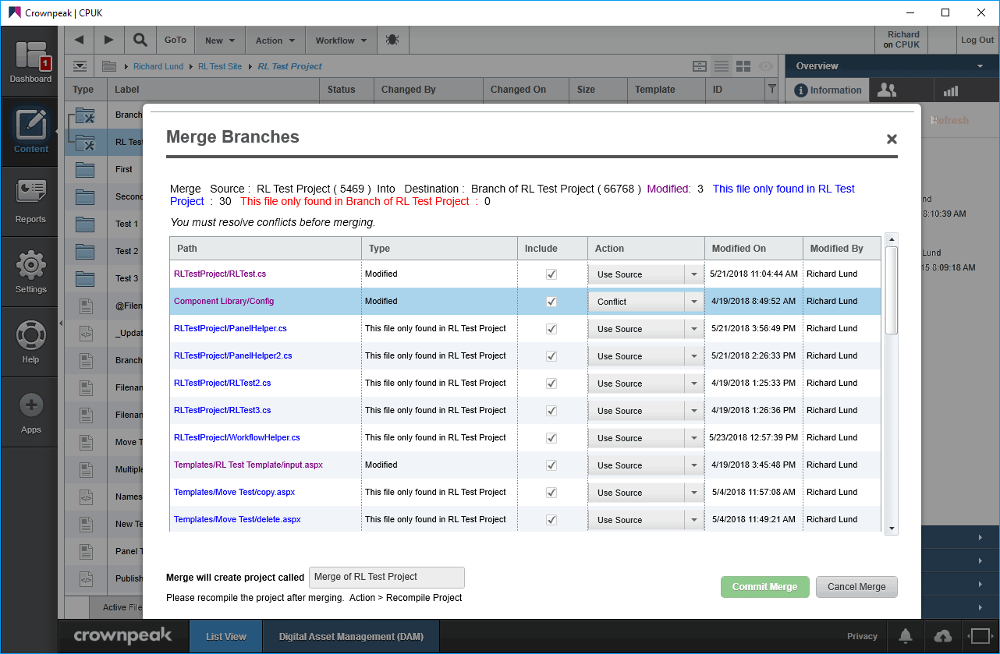 Crownpeak | CPUK
GoTo New Action Workflow
Richard
on CPUK
Log Out
1
Dashboard
Content
Reports
Settings
Help
Apps
Richard Lund RL Test Site RL Test Project
Overview
Type Label Status Changed By Changed On Size Template ID
Information
Refresh
Branch
RL Test
First
Second
Test 1
Test 2
Test 3
@Filen
_Updat
Branch
Filenam
Filenam
Move T
Multiple
Names
New Te
Panel T
Publish
Active File
nd
8:10:39 AM
Lund
15 8:09:18 AM
Merge Branches
Merge Source : RL Test Project ( 5469 ) Into Destination : Branch of RL Test Project ( 66768 ) Modified: 3 This file only found in RL Test
Project : 30 This file only found in Branch of RL Test Project : 0
You must resolve conflicts before merging.
Path Type Include Action Modified On Modified By
RLTestProject/RLTest.cs Modified Use Source 5/21/2018 11:04:44 AM Richard Lund
Component Library/Config Modified Conflict 4/19/2018 8:49:52 AM Richard Lund
RLTestProject/PanelHelper.cs This file only found in RL Test Project Use Source 5/21/2018 3:56:49 PM Richard Lund
RLTestProject/PanelHelper2.cs This file only found in RL Test Project Use Source 5/21/2018 2:26:33 PM Richard Lund
RLTestProject/RLTest2.cs This file only found in RL Test Project Use Source 4/19/2018 1:25:33 PM Richard Lund
RLTestProject/RLTest3.cs This file only found in RL Test Project Use Source 4/19/2018 1:26:36 PM Richard Lund
RLTestProject/WorkflowHelper.cs This file only found in RL Test Project Use Source 5/23/2018 12:57:39 PM Richard Lund
Templates/RL Test Template/input.aspx Modified Use Source 4/19/2018 3:45:48 PM Richard Lund
Templates/Move Test/copy.aspx This file only found in RL Test Project Use Source 5/4/2018 11:57:08 AM Richard Lund
Templates/Move Test/delete.aspx This file only found in RL Test Project Use Source 5/4/2018 11:49:21 AM Richard Lund
Merge will create project called Merge of RL Test Project
Please recompile the project after merging. Action > Recompile Project
Commit Merge Cancel Merge
crownpeak List View Digital Asset Management (DAM) Privacy